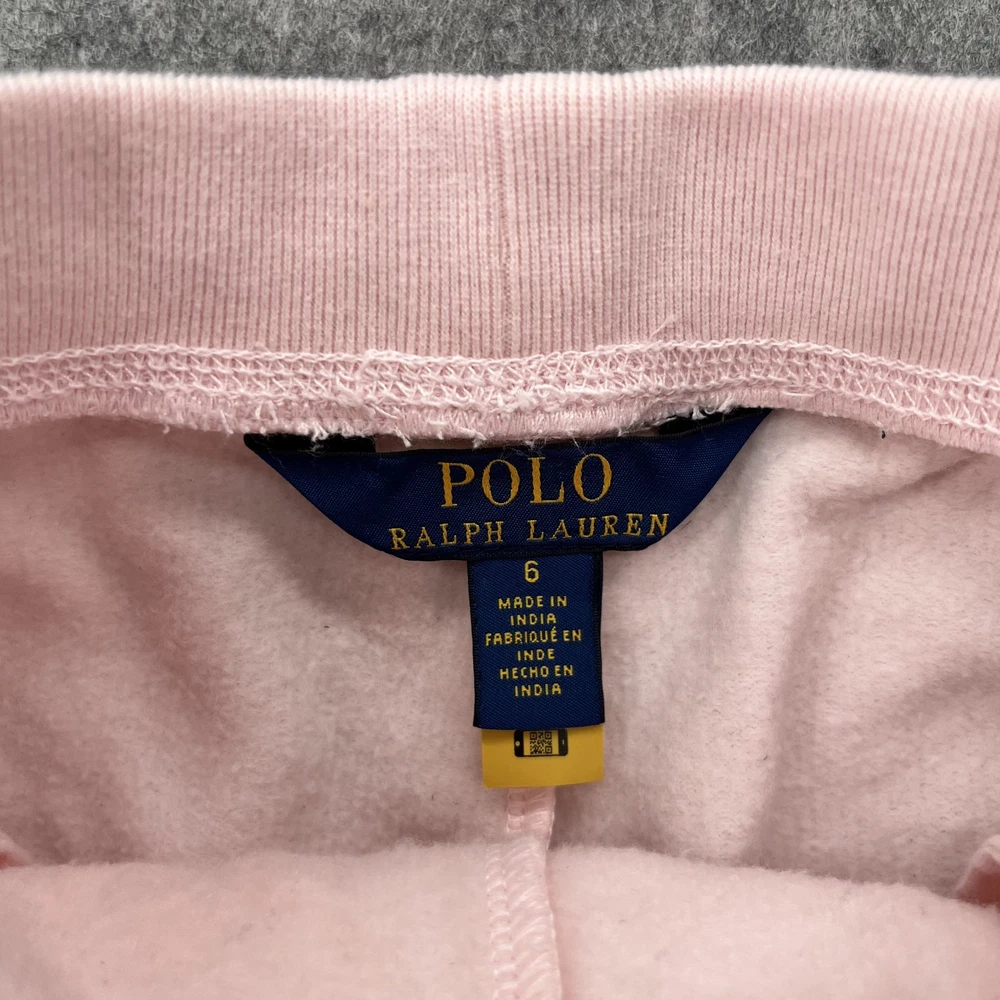 POLO
RALPH LAUREN
6
MADE IN
INDIA
FABRIQUÉ EN
INDE
HECHO EN
INDIA